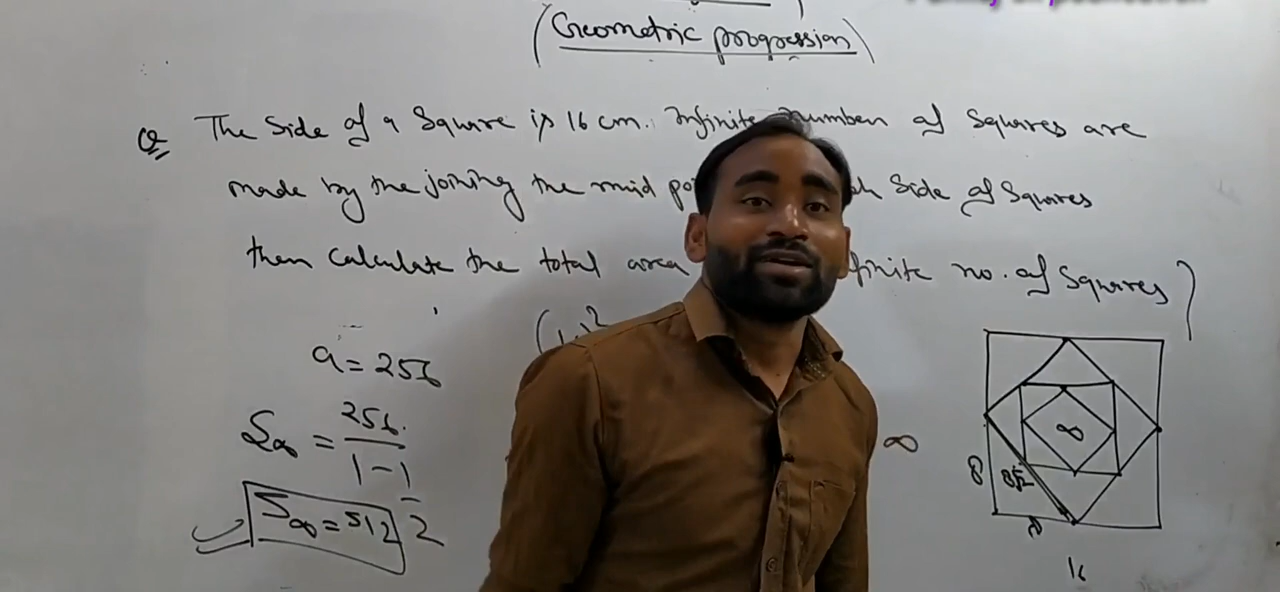 (Geometric progression)
Q The Side of a Square is 16 cm. Infinite number of Squares are
made by the joining the mid Side of Squares
then Calculate the total area no. of Squares)
a = 256
S∞ = 256 / 1 - 1/2
S∞ = 512
∞
∞
8 8√2
8
16